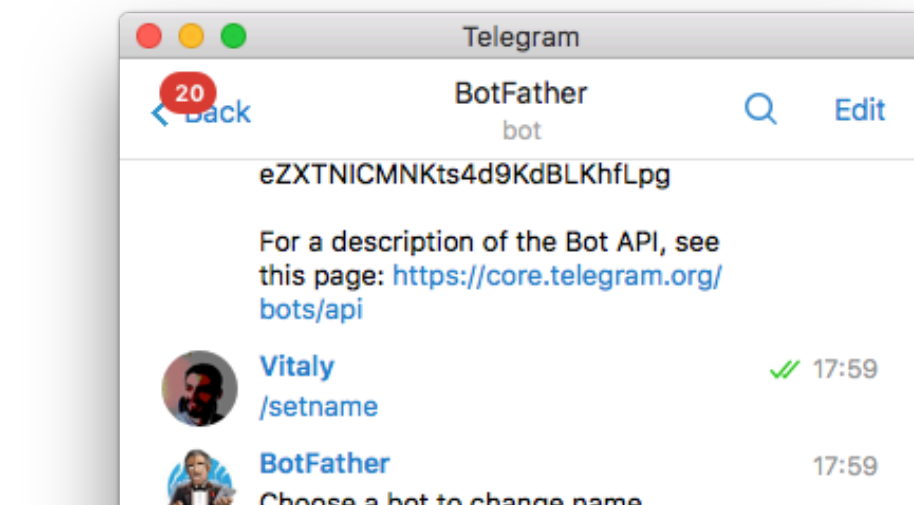 Telegram
20
Back
BotFather
Edit
bot
eZXTNICMNKts4d9KdBLKhfLpg
For a description of the Bot API, see
this page: https://core.telegram.org/
bots/api
Vitaly
17:59
/setname
BotFather
17:59
Choose a bot to change name